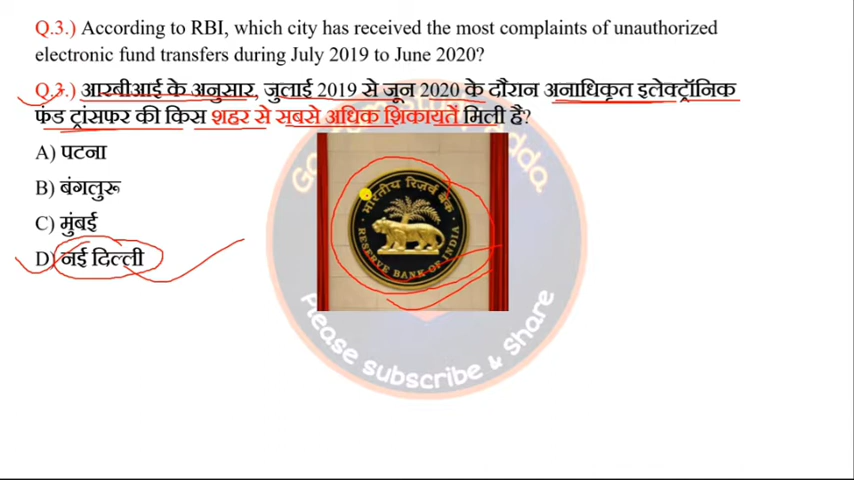 Q.3.) According to RBI, which city has received the most complaints of unauthorized
electronic fund transfers during July 2019 to June 2020?
Q.3.) आरबीआई के अनुसार, जुलाई 2019 से जून 2020 के दौरान अनाधिकृत इलेक्ट्रॉनिक
फंड ट्रांसफर की किस शहर से सबसे अधिक शिकायतें मिली है?
A) पटना
B) बंगलुरू
C) मुंबई
D) नई दिल्ली
भारतीय रिज़र्व बैंक
RESERVE BANK OF INDIA
Please subscribe & Share